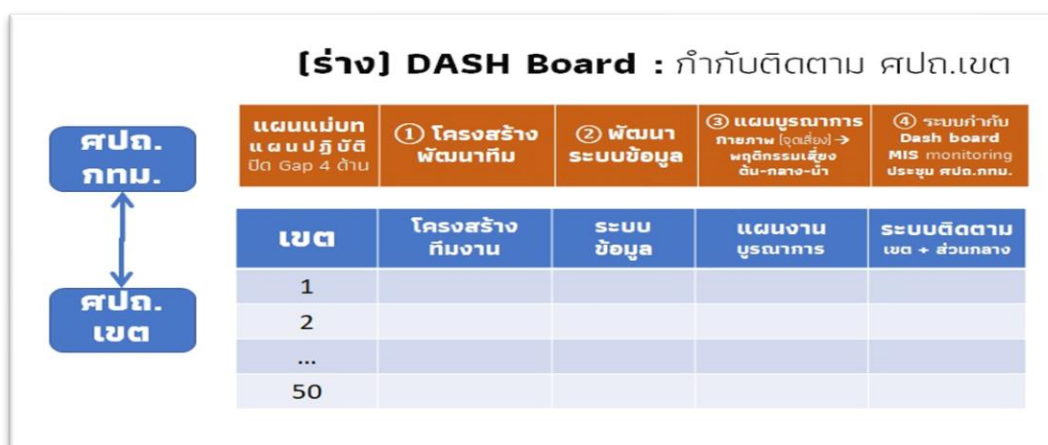 (ร่าง) DASH Board : กำกับติดตาม ศปถ.เขต
ศปถ.
กทม.
แผนแม่บท
แผนปฏิบัติ
ปิด Gap 4 ด้าน
① โครงสร้าง
พัฒนาทีม
② พัฒนา
ระบบข้อมูล
③ แผนบูรณาการ
กายภาพ (จุดเสี่ยง) →
พฤติกรรมเสี่ยง
ต้น-กลาง-น้ำ
④ ระบบกำกับ
Dash board
MIS monitoring
ประชุม ศปถ.กทม.
ศปถ.
เขต
เขต
โครงสร้าง
ทีมงาน
ระบบ
ข้อมูล
แผนงาน
บูรณาการ
ระบบติดตาม
เขต + ส่วนกลาง
1
2
...
50